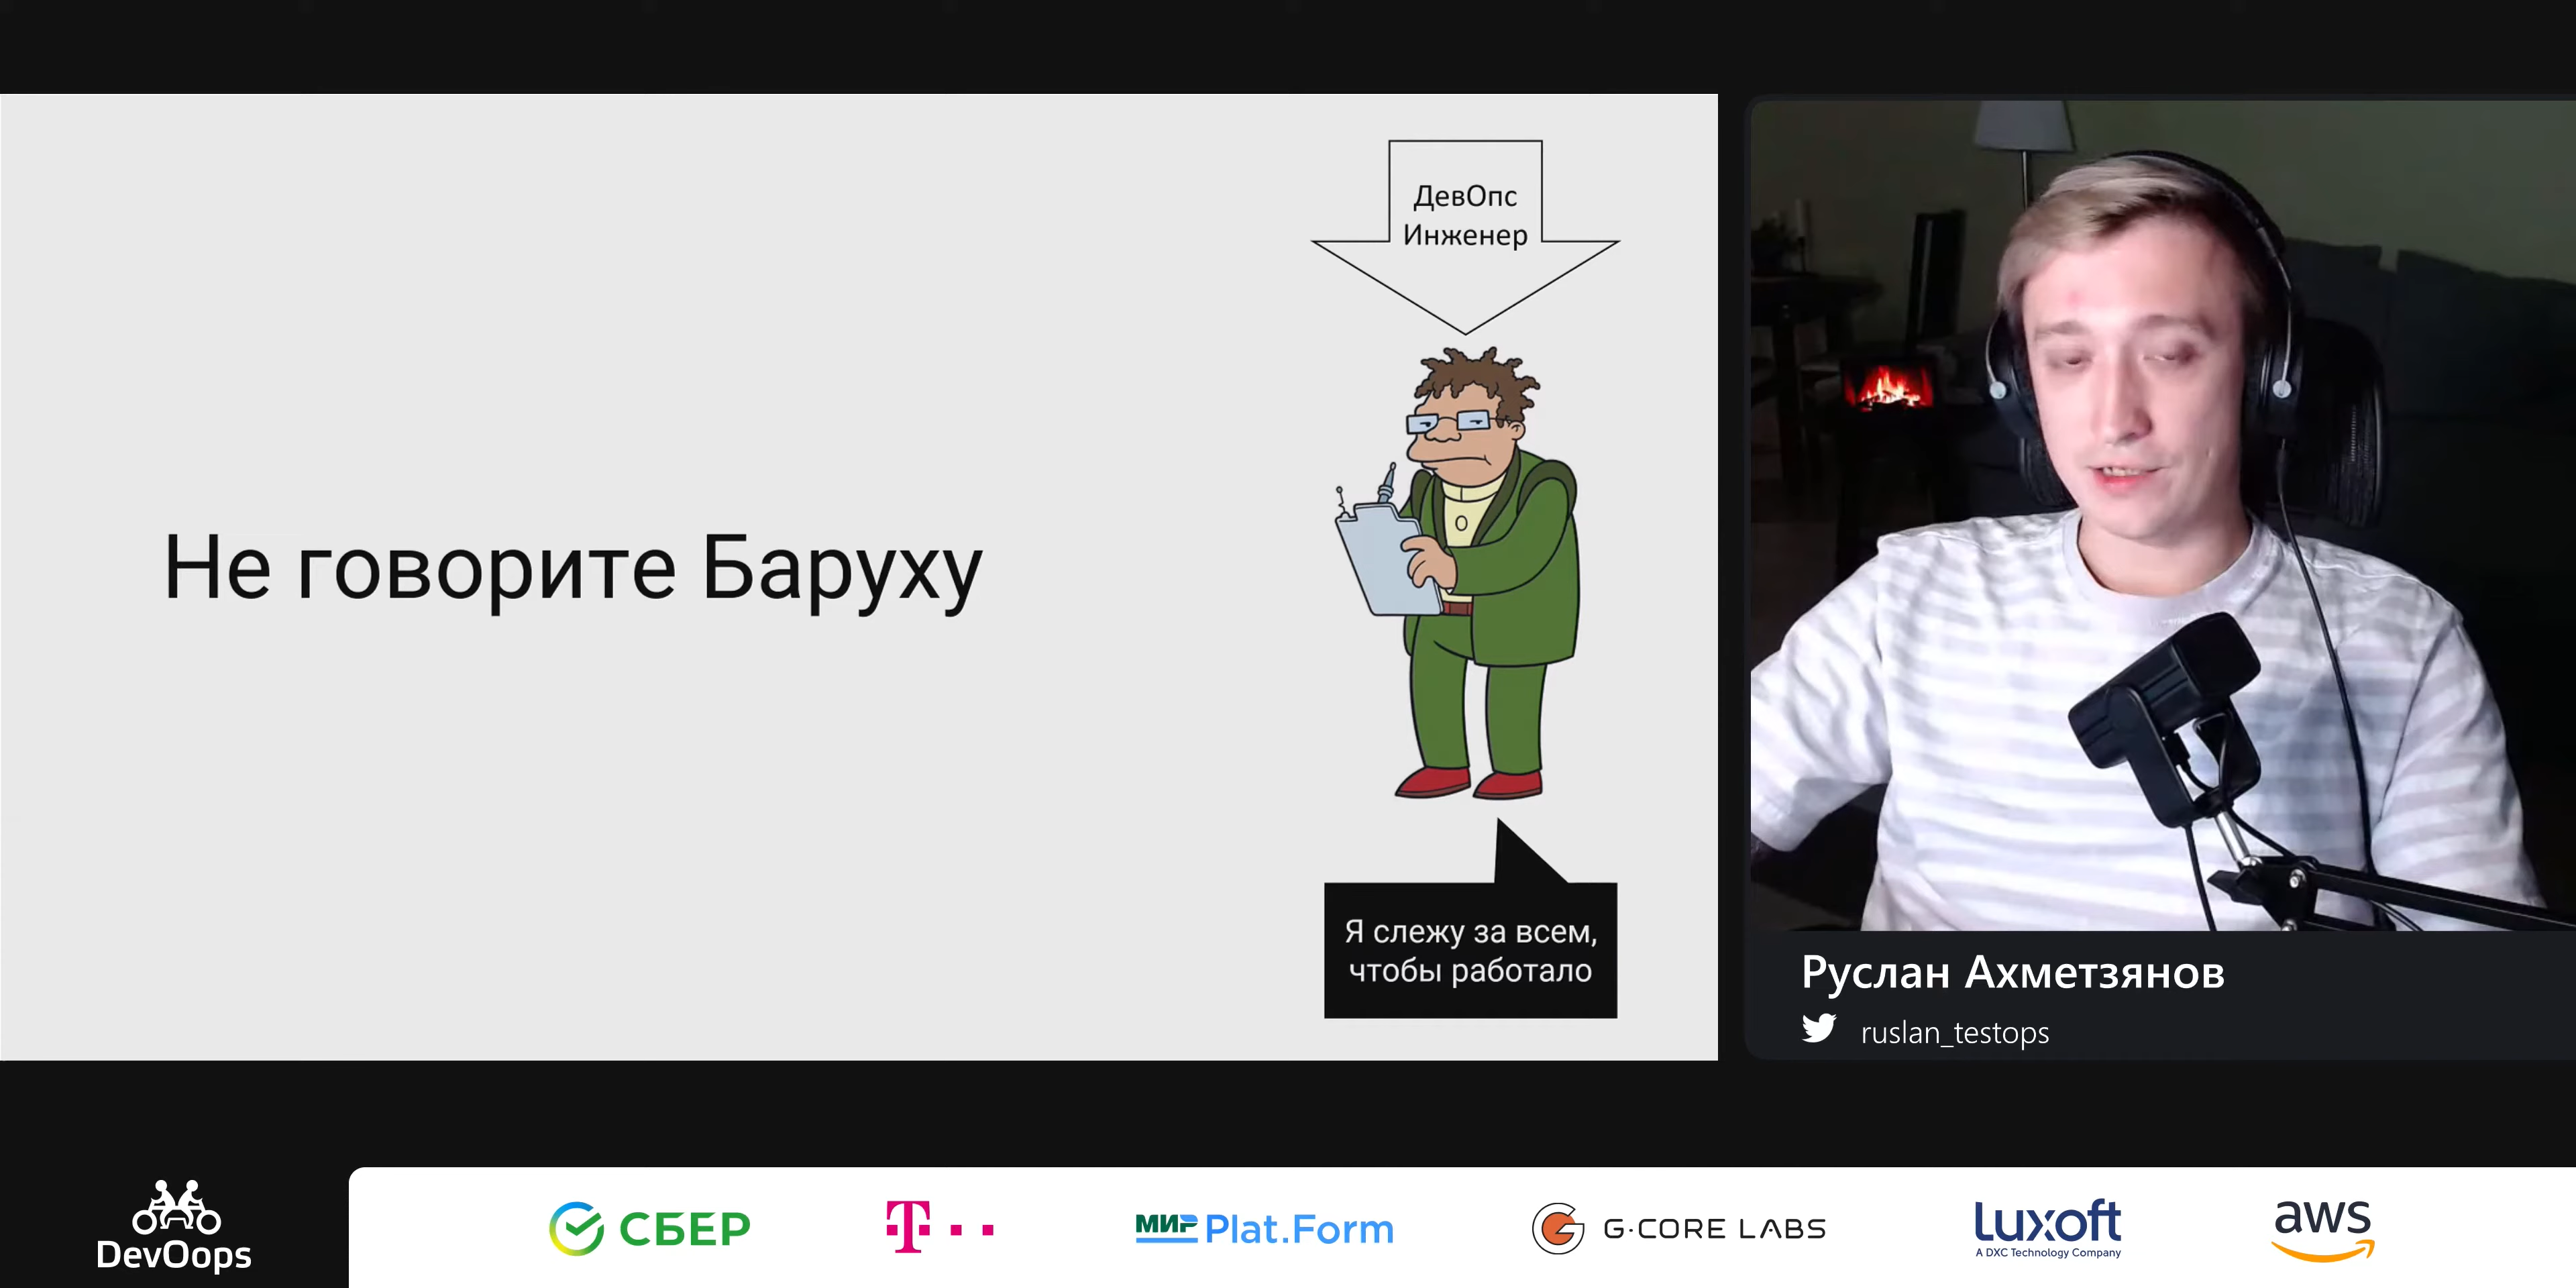 ДевОпс
Инженер
Не говорите Баруху
Я слежу за всем,
чтобы работало
Руслан Ахметзянов
ruslan_testops
DevOops
СБЕР
T
МИР Plat.Form
G·CORE LABS
Luxoft
A DXC Technology Company
aws